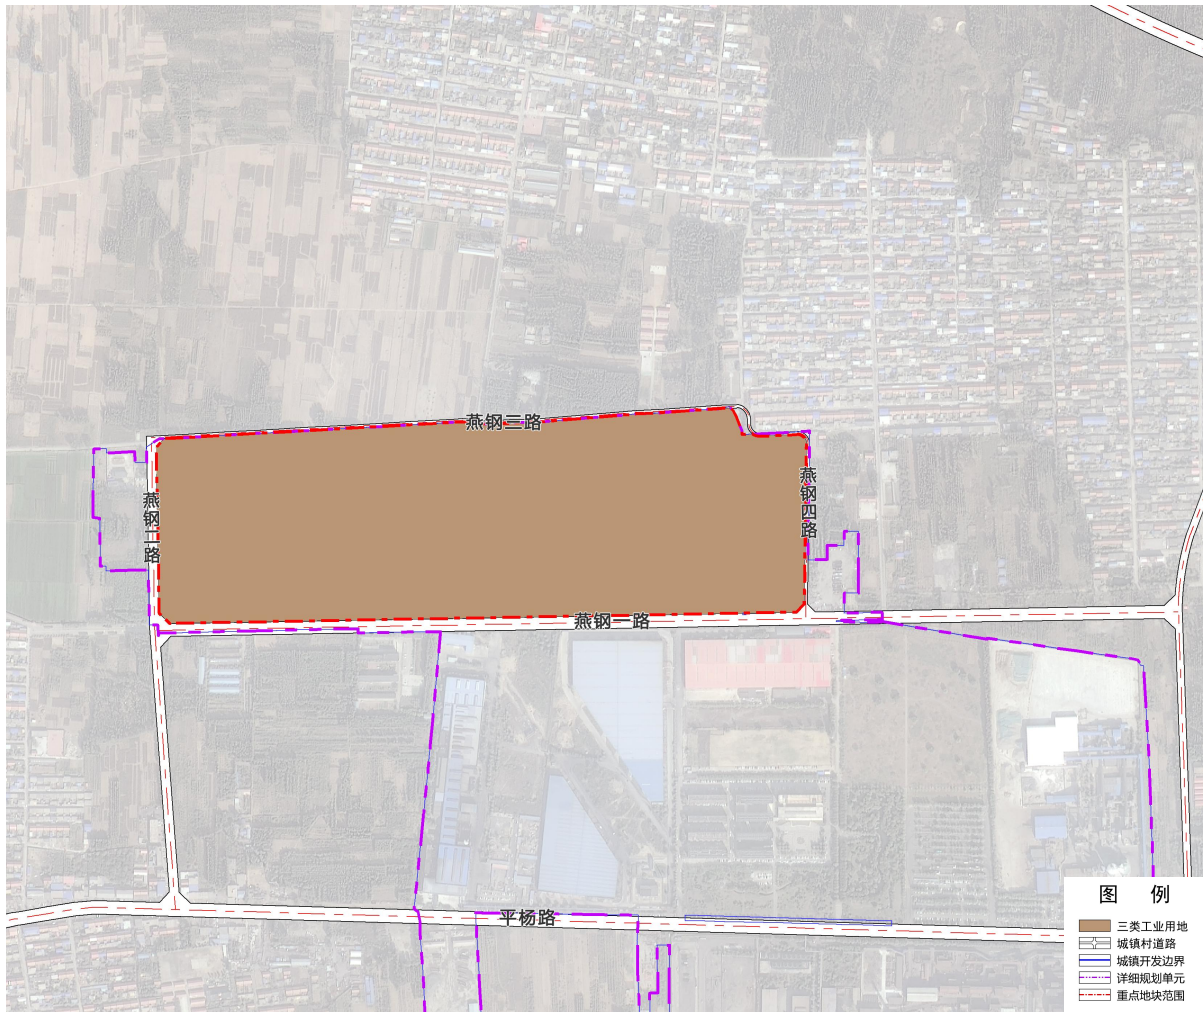 燕钢三路
燕钢二路
燕钢四路
燕钢一路
平杨路
图 例
三类工业用地
城镇村道路
城镇开发边界
详细规划单元
重点地块范围